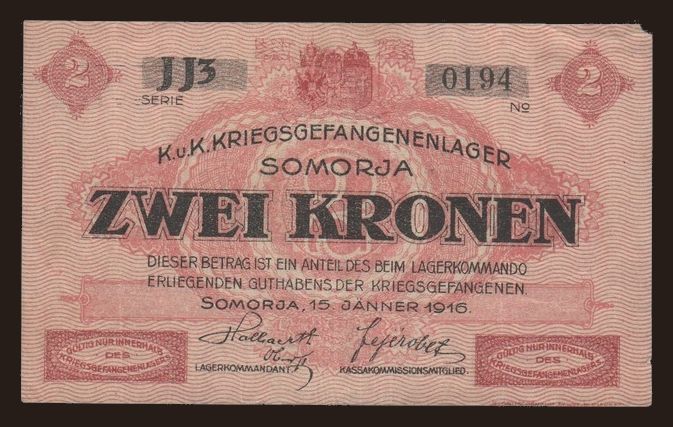 2 JJ3 0194 2
SERIE No
K.u.K. KRIEGSGEFANGENENLAGER
SOMORJA
ZWEI KRONEN
DIESER BETRAG IST EIN ANTEIL DES BEIM LAGERKOMMANDO
ERLIEGENDEN GUTHABENS DER KRIEGSGEFANGENEN.
SOMORJA, 15. JÄNNER 1916.
LAGERKOMMANDANT. KASSAKOMMISSIONSMITGLIED.
GÜLTIG NUR INNERHALB
DES
KRIEGSGEFANGENENLAGERS
GÜLTIG NUR INNERHALB
DES
KRIEGSGEFANGENENLAGERS